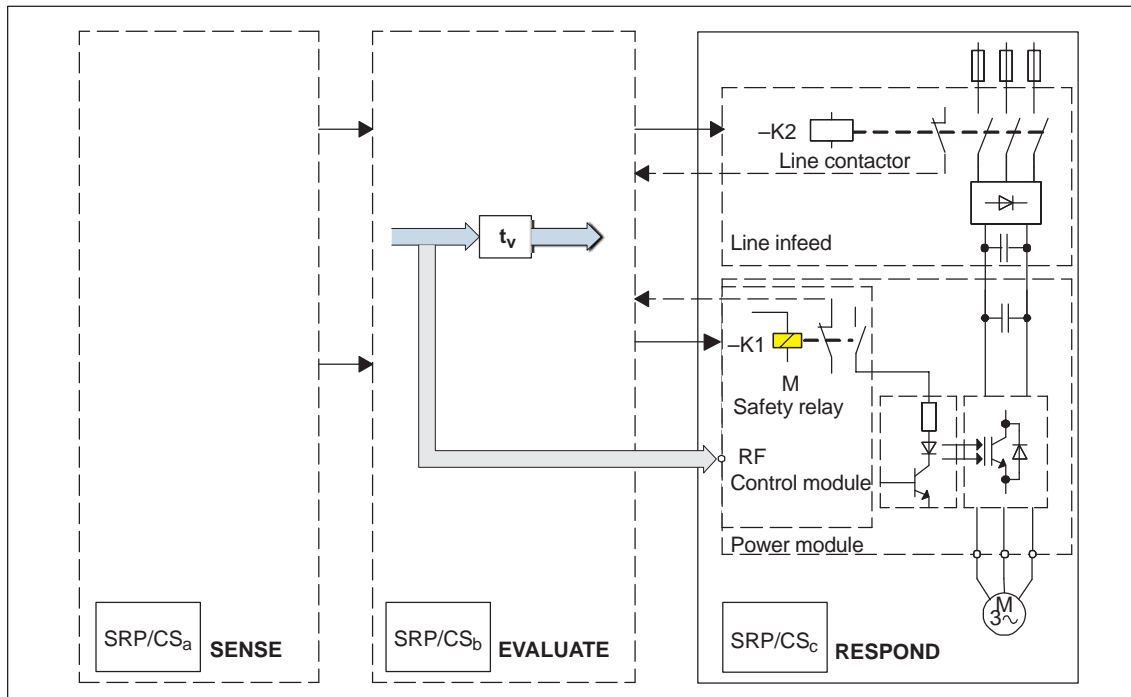 –K2
Line contactor
t_v
Line infeed
–K1
M
Safety relay
RF
Control module
Power module
M
3~
SRP/CS_a SENSE
SRP/CS_b EVALUATE
SRP/CS_c RESPOND